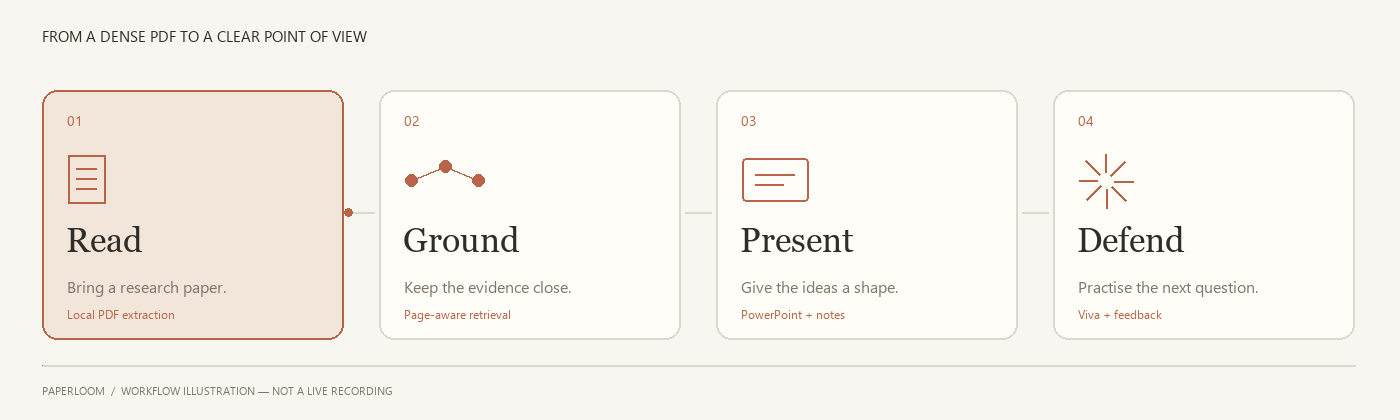 FROM A DENSE PDF TO A CLEAR POINT OF VIEW
01
Read
Bring a research paper.
Local PDF extraction
02
Ground
Keep the evidence close.
Page-aware retrieval
03
Present
Give the ideas a shape.
PowerPoint + notes
04
Defend
Practise the next question.
Viva + feedback
PAPERLOOM / WORKFLOW ILLUSTRATION — NOT A LIVE RECORDING